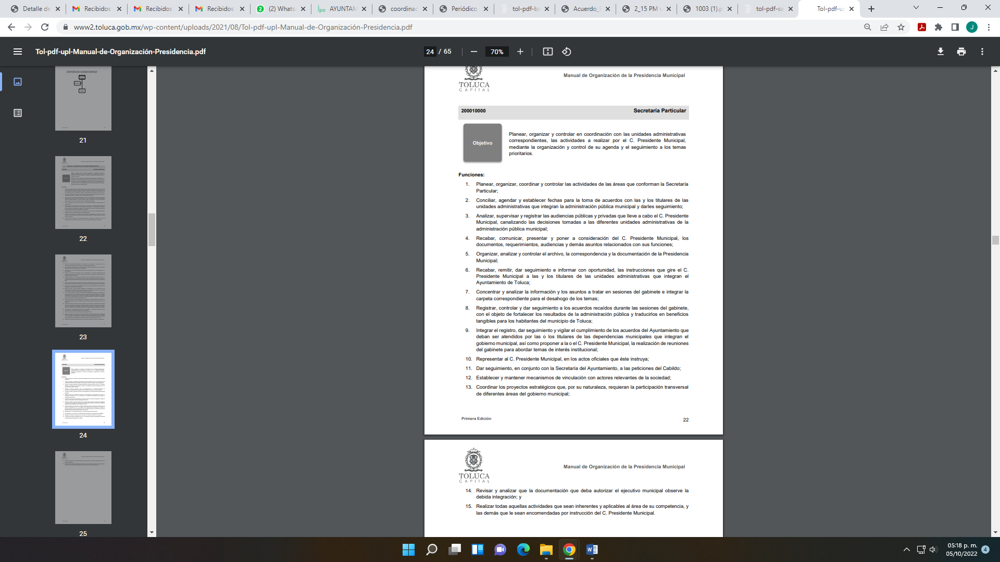 Detalle de
Recibidos
Recibidos
Recibidos
(2) Whats
AYUNTAM
coordinac
Periódico
tol-pdf-ba
Acuerdo_
2_15 PM
1003 (1).p
tol-pdf-sa
Tol-pdf-u
www2.toluca.gob.mx/wp-content/uploads/2021/08/Tol-pdf-upl-Manual-de-Organización-Presidencia.pdf
J
Tol-pdf-upl-Manual-de-Organización-Presidencia.pdf
24 / 65
70%
21
22
23
24
25
TOLUCA
CAPITAL
Manual de Organización de la Presidencia Municipal
200010000 Secretaría Particular
Objetivo
Planear, organizar y controlar en coordinación con las unidades administrativas
correspondientes, las actividades a realizar por el C. Presidente Municipal,
mediante la organización y control de su agenda y el seguimiento a los temas
prioritarios.
Funciones:
1. Planear, organizar, coordinar y controlar las actividades de las áreas que conforman la Secretaría
Particular;
2. Conciliar, agendar y establecer fechas para la toma de acuerdos con las y los titulares de las
unidades administrativas que integran la administración pública municipal y darles seguimiento;
3. Analizar, supervisar y registrar las audiencias públicas y privadas que lleve a cabo el C. Presidente
Municipal, canalizando las decisiones tomadas a las diferentes unidades administrativas de la
administración pública municipal;
4. Recabar, comunicar, presentar y poner a consideración del C. Presidente Municipal, los
documentos, requerimientos, audiencias y demás asuntos relacionados con sus funciones;
5. Organizar, analizar y controlar el archivo, la correspondencia y la documentación de la Presidencia
Municipal;
6. Recabar, remitir, dar seguimiento e informar con oportunidad, las instrucciones que gire el C.
Presidente Municipal a las y los titulares de las unidades administrativas que integran el
Ayuntamiento de Toluca;
7. Concentrar y analizar la información y los asuntos a tratar en sesiones del gabinete e integrar la
carpeta correspondiente para el desahogo de los temas;
8. Registrar, controlar y dar seguimiento a los acuerdos recaídos durante las sesiones del gabinete,
con el objeto de fortalecer los resultados de la administración pública y traducirlos en beneficios
tangibles para los habitantes del municipio de Toluca;
9. Integrar el registro, dar seguimiento y vigilar el cumplimiento de los acuerdos del Ayuntamiento que
deban ser atendidos por las o los titulares de las dependencias municipales que integran el
gobierno municipal, así como proponer a la o el C. Presidente Municipal, la realización de reuniones
del gabinete para abordar temas de interés institucional;
10. Representar al C. Presidente Municipal, en los actos oficiales que éste instruya;
11. Dar seguimiento, en conjunto con la Secretaría del Ayuntamiento, a las peticiones del Cabildo;
12. Establecer y mantener mecanismos de vinculación con actores relevantes de la sociedad;
13. Coordinar los proyectos estratégicos que, por su naturaleza, requieran la participación transversal
de diferentes áreas del gobierno municipal;
Primera Edición 22
TOLUCA
CAPITAL
Manual de Organización de la Presidencia Municipal
14. Revisar y analizar que la documentación que deba autorizar el ejecutivo municipal observe la
debida integración; y
15. Realizar todas aquellas actividades que sean inherentes y aplicables al área de su competencia, y
las demás que le sean encomendadas por instrucción del C. Presidente Municipal.
05:18 p. m.
05/10/2022
4